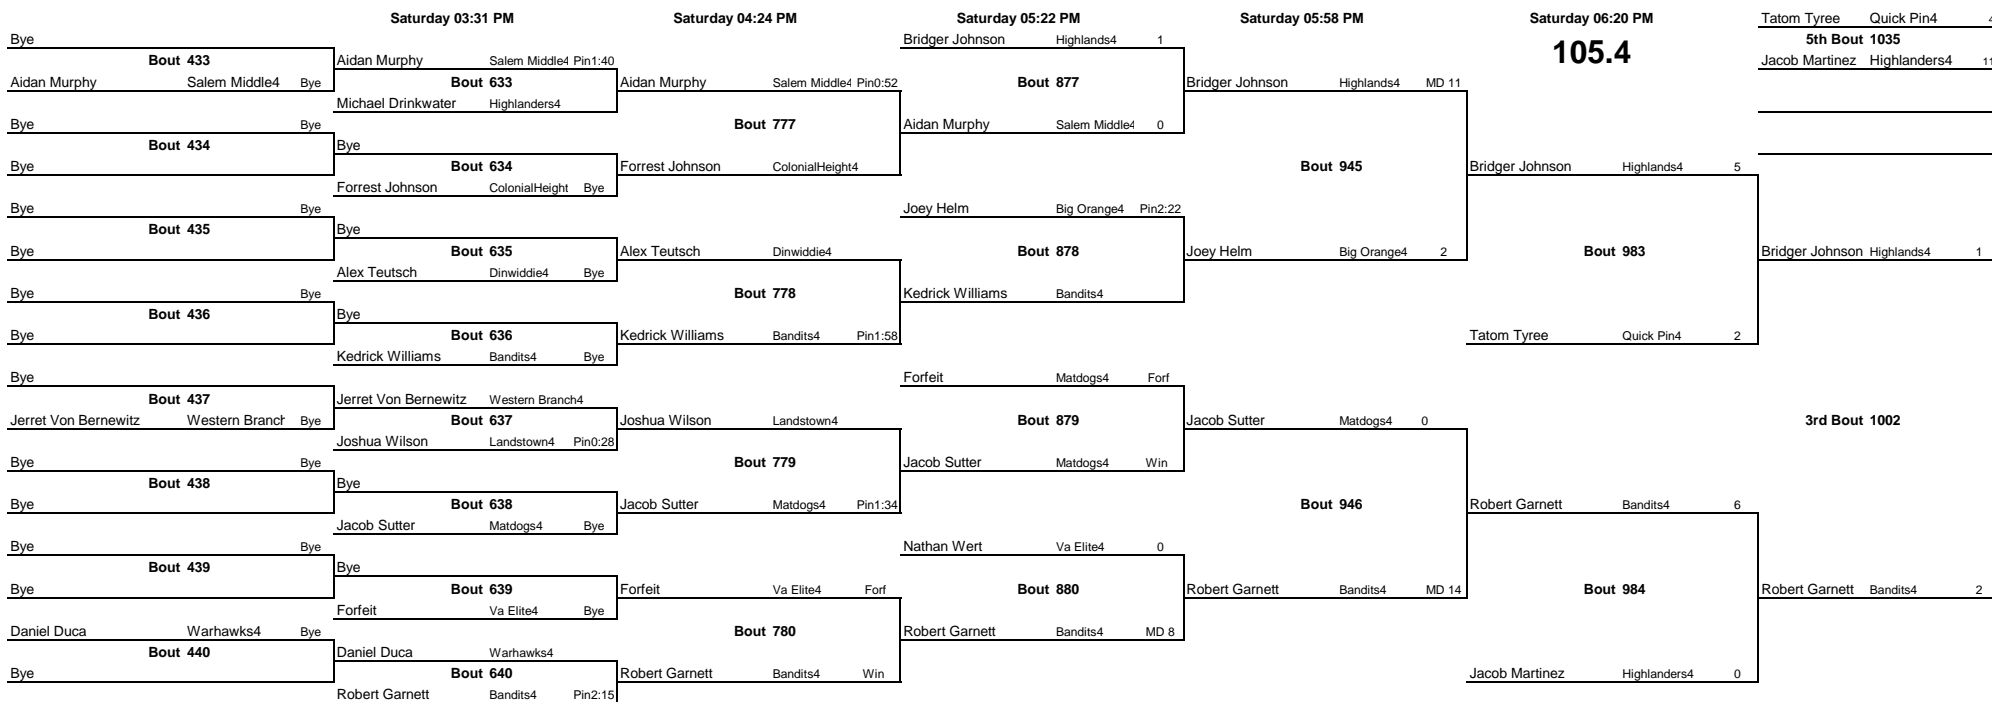 Saturday 03:31 PM Saturday 04:24 PM Saturday 05:22 PM Saturday 05:58 PM Saturday 06:20 PM Tatom Tyree Quick Pin4
Bye Bridger Johnson Highlands4 1 105.4 5th Bout 1035
Bout 433 Aidan Murphy Salem Middle4 Pin1:40 Jacob Martinez Highlanders4 11
Aidan Murphy Salem Middle4 Bye Bout 633 Aidan Murphy Salem Middle4 Pin0:52 Bout 877 Bridger Johnson Highlands4 MD 11
Michael Drinkwater Highlanders4
Bye Bye Bout 777 Aidan Murphy Salem Middle4 0
Bout 434 Bye
Bye Bout 634 Forrest Johnson ColonialHeight4 Bout 945 Bridger Johnson Highlands4 5
Forrest Johnson ColonialHeight Bye
Bye Bye Joey Helm Big Orange4 Pin2:22
Bout 435 Bye
Bye Bout 635 Alex Teutsch Dinwiddie4 Bout 878 Joey Helm Big Orange4 2 Bout 983 Bridger Johnson Highlands4 1
Alex Teutsch Dinwiddie4 Bye
Bye Bye Bout 778 Kedrick Williams Bandits4
Bout 436 Bye
Bye Bout 636 Kedrick Williams Bandits4 Pin1:58 Tatom Tyree Quick Pin4 2
Kedrick Williams Bandits4 Bye
Bye Forfeit Matdogs4 Forf
Bout 437 Jerret Von Bernewitz Western Branch4
Jerret Von Bernewitz Western Branch Bye Bout 637 Joshua Wilson Landstown4 Bout 879 Jacob Sutter Matdogs4 0 3rd Bout 1002
Joshua Wilson Landstown4 Pin0:28
Bye Bye Bout 779 Jacob Sutter Matdogs4 Win
Bout 438 Bye
Bye Bout 638 Jacob Sutter Matdogs4 Pin1:34 Bout 946 Robert Garnett Bandits4 6
Jacob Sutter Matdogs4 Bye
Bye Bye Nathan Wert Va Elite4 0
Bout 439 Bye
Bye Bout 639 Forfeit Va Elite4 Forf Bout 880 Robert Garnett Bandits4 MD 14 Bout 984 Robert Garnett Bandits4 2
Forfeit Va Elite4 Bye
Daniel Duca Warhawks4 Bye Bout 780 Robert Garnett Bandits4 MD 8
Bout 440 Daniel Duca Warhawks4
Bye Bout 640 Robert Garnett Bandits4 Win Jacob Martinez Highlanders4 0
Robert Garnett Bandits4 Pin2:15